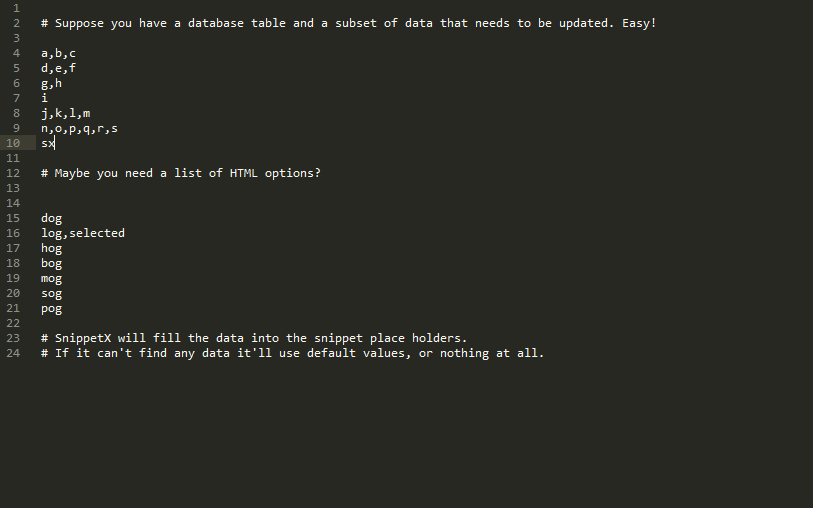 1
2 # Suppose you have a database table and a subset of data that needs to be updated. Easy!
3
4 a,b,c
5 d,e,f
6 g,h
7 i
8 j,k,l,m
9 n,o,p,q,r,s
10 sx
11
12 # Maybe you need a list of HTML options?
13
14
15 dog
16 log,selected
17 hog
18 bog
19 mog
20 sog
21 pog
22
23 # SnippetX will fill the data into the snippet place holders.
24 # If it can't find any data it'll use default values, or nothing at all.